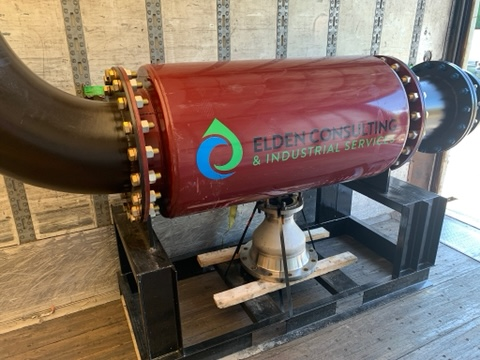 ELDEN CONSULTING
& INDUSTRIAL SERVICES